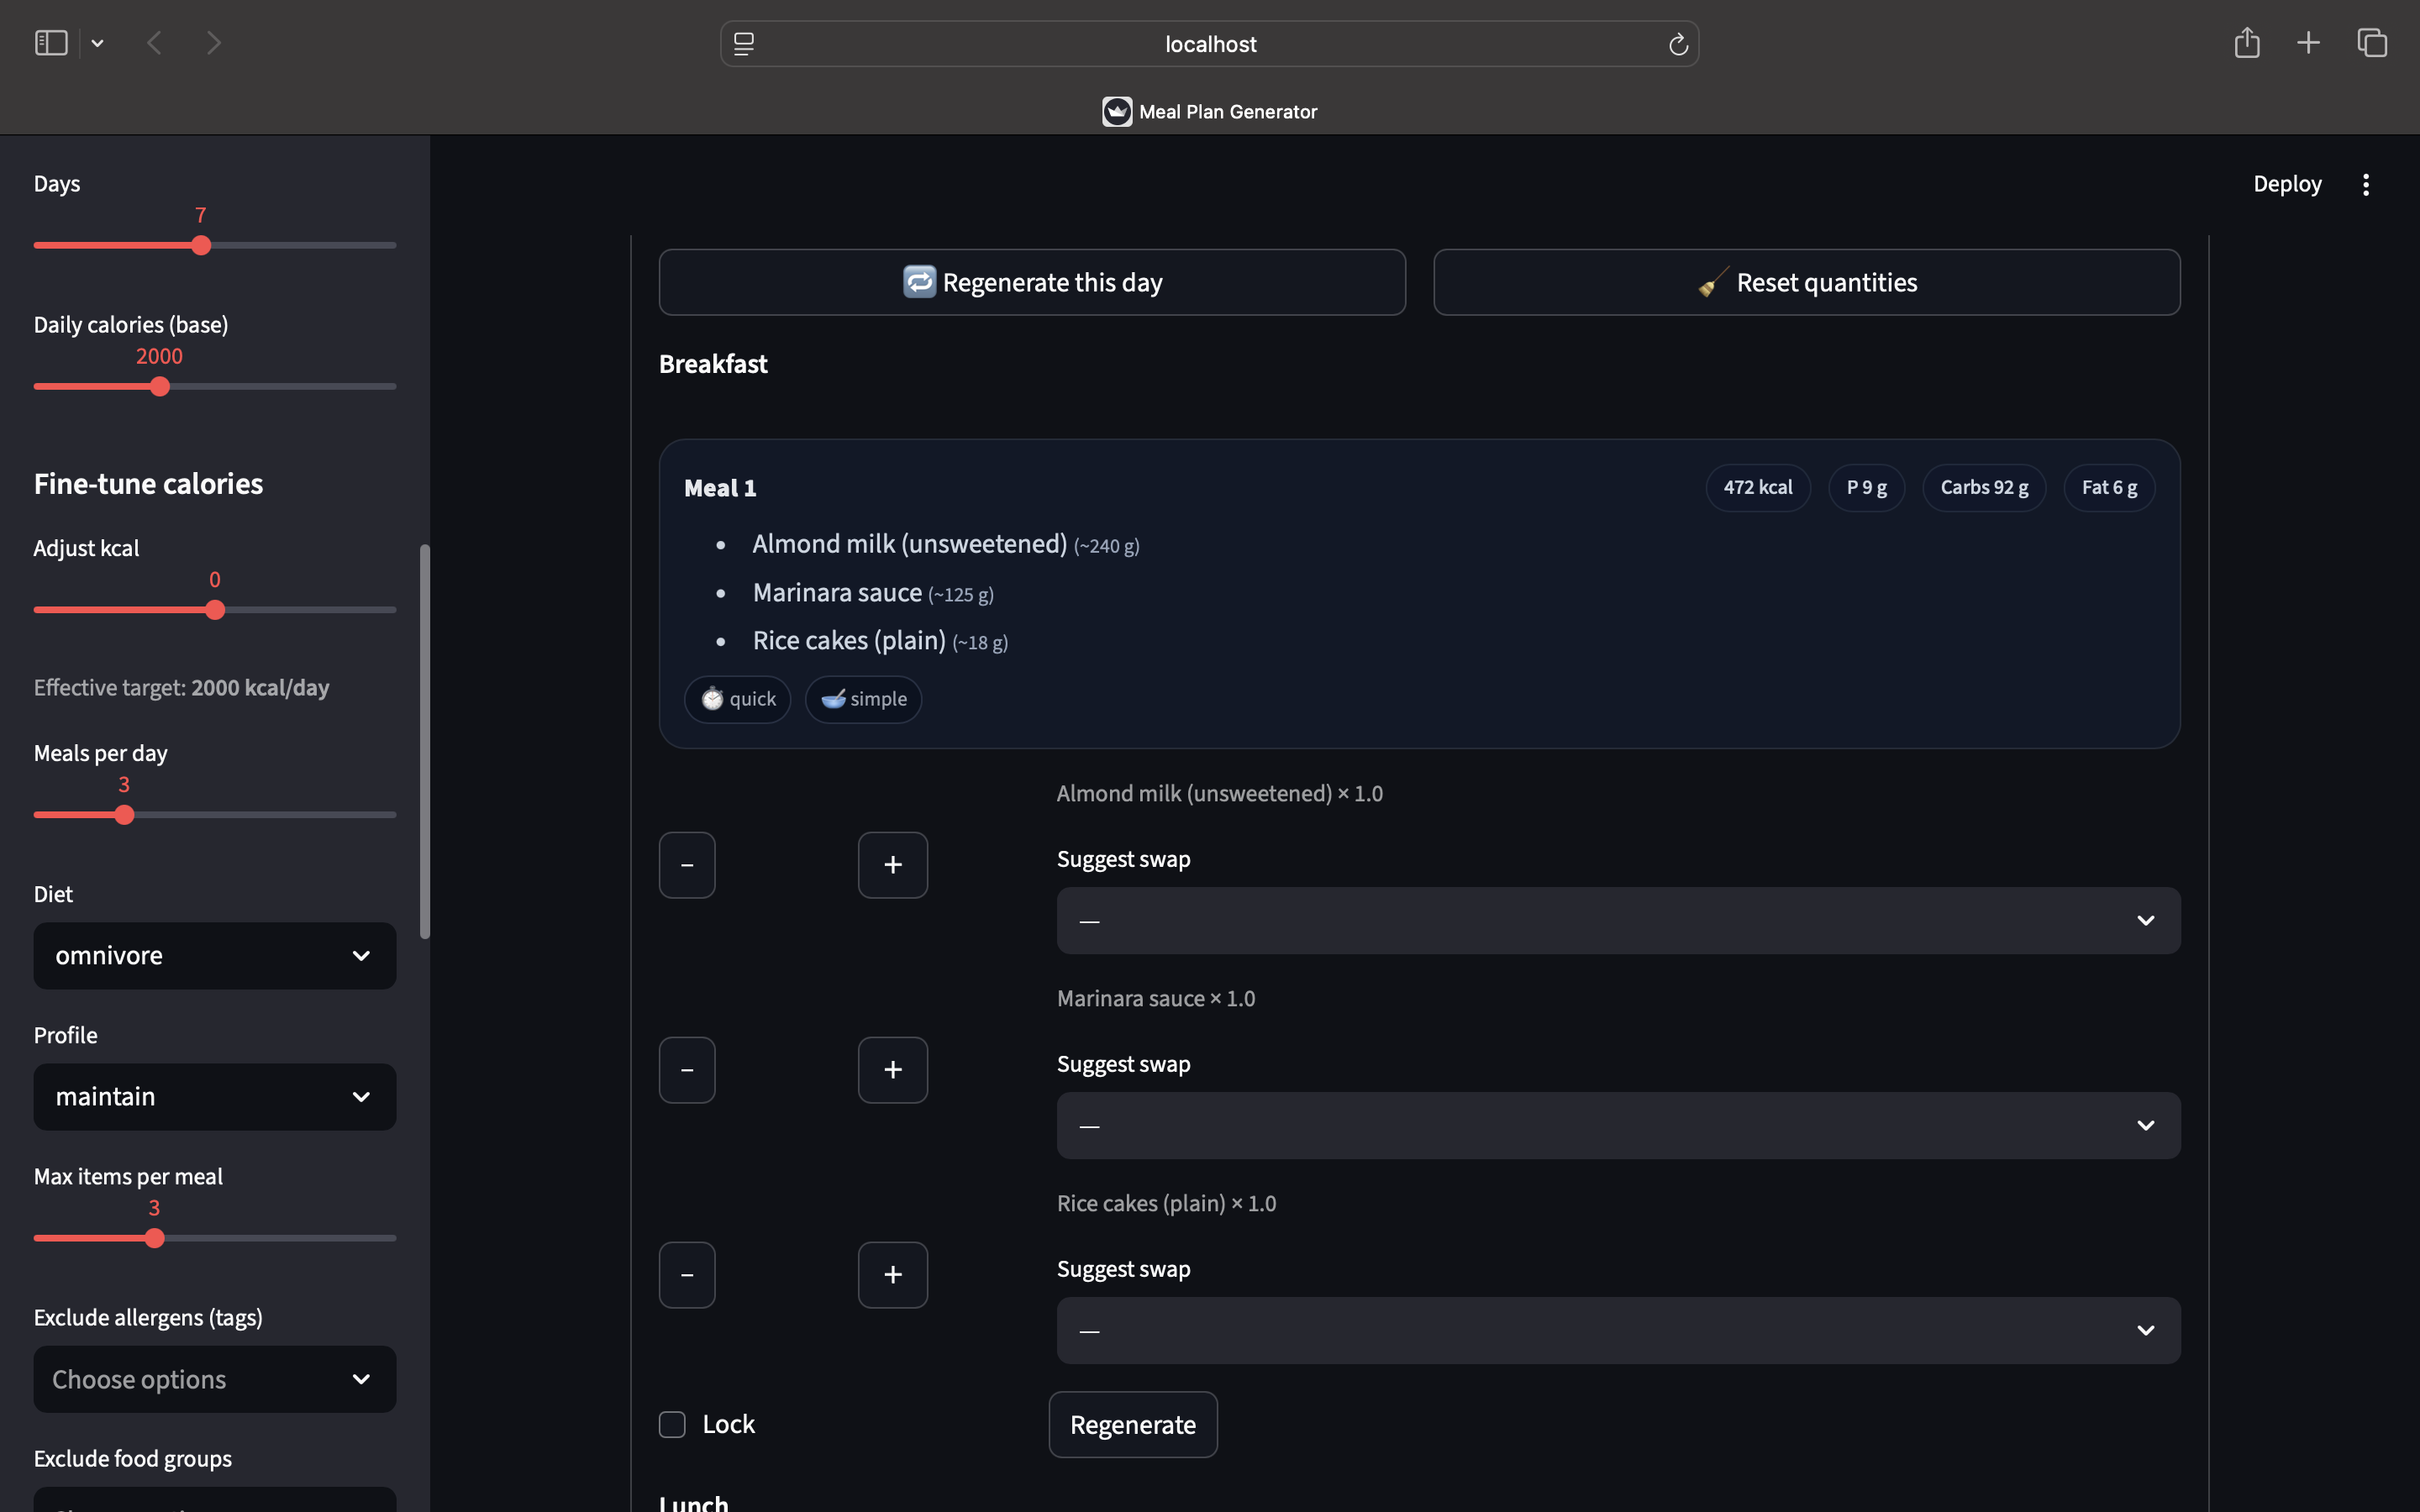 localhost
Meal Plan Generator
Days
7
Daily calories (base)
2000
Fine-tune calories
Adjust kcal
0
Effective target: 2000 kcal/day
Meals per day
3
Diet
omnivore
Profile
maintain
Max items per meal
3
Exclude allergens (tags)
Choose options
Exclude food groups
Deploy
Regenerate this day
Reset quantities
Breakfast
Meal 1
472 kcal
P 9 g
Carbs 92 g
Fat 6 g
Almond milk (unsweetened) (~240 g)
Marinara sauce (~125 g)
Rice cakes (plain) (~18 g)
quick
simple
Almond milk (unsweetened) × 1.0
-
+
Suggest swap
—
Marinara sauce × 1.0
-
+
Suggest swap
—
Rice cakes (plain) × 1.0
-
+
Suggest swap
—
Lock
Regenerate
Lunch